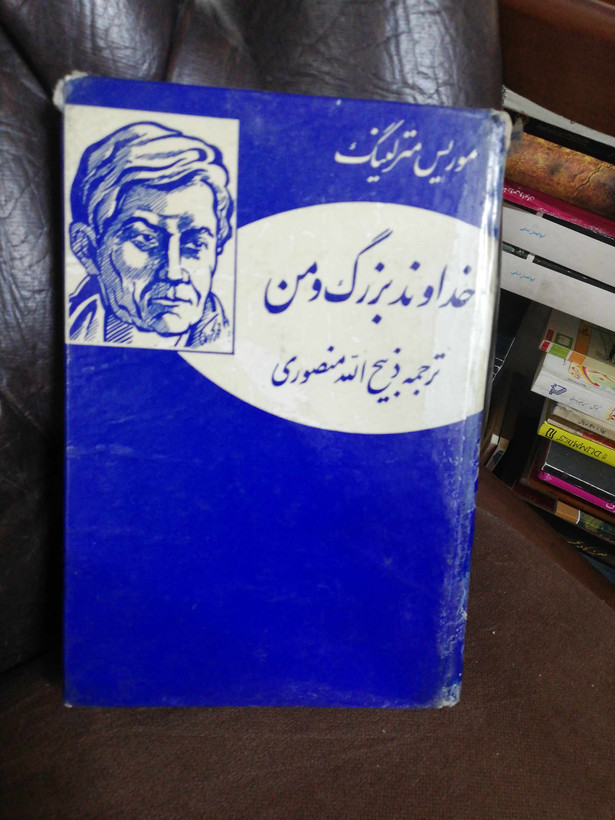 موریس مترلینگ
خداوند بزرگ و من
ترجمه ذبیح الله منصوری